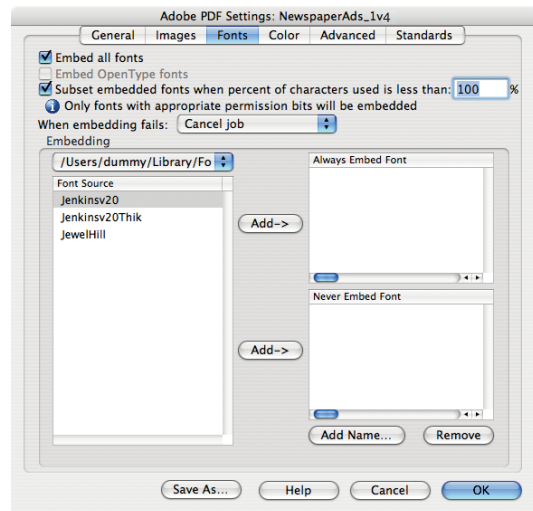 Adobe PDF Settings: NewspaperAds_1v4
General Images Fonts Color Advanced Standards
Embed all fonts
Embed OpenType fonts
Subset embedded fonts when percent of characters used is less than: 100 %
Only fonts with appropriate permission bits will be embedded
When embedding fails: Cancel job
Embedding
/Users/dummy/Library/Fo
Font Source
Jenkinsv20
Jenkinsv20Thik
JewelHill
Add->
Always Embed Font
Add->
Never Embed Font
Add Name... Remove
Save As... Help Cancel OK